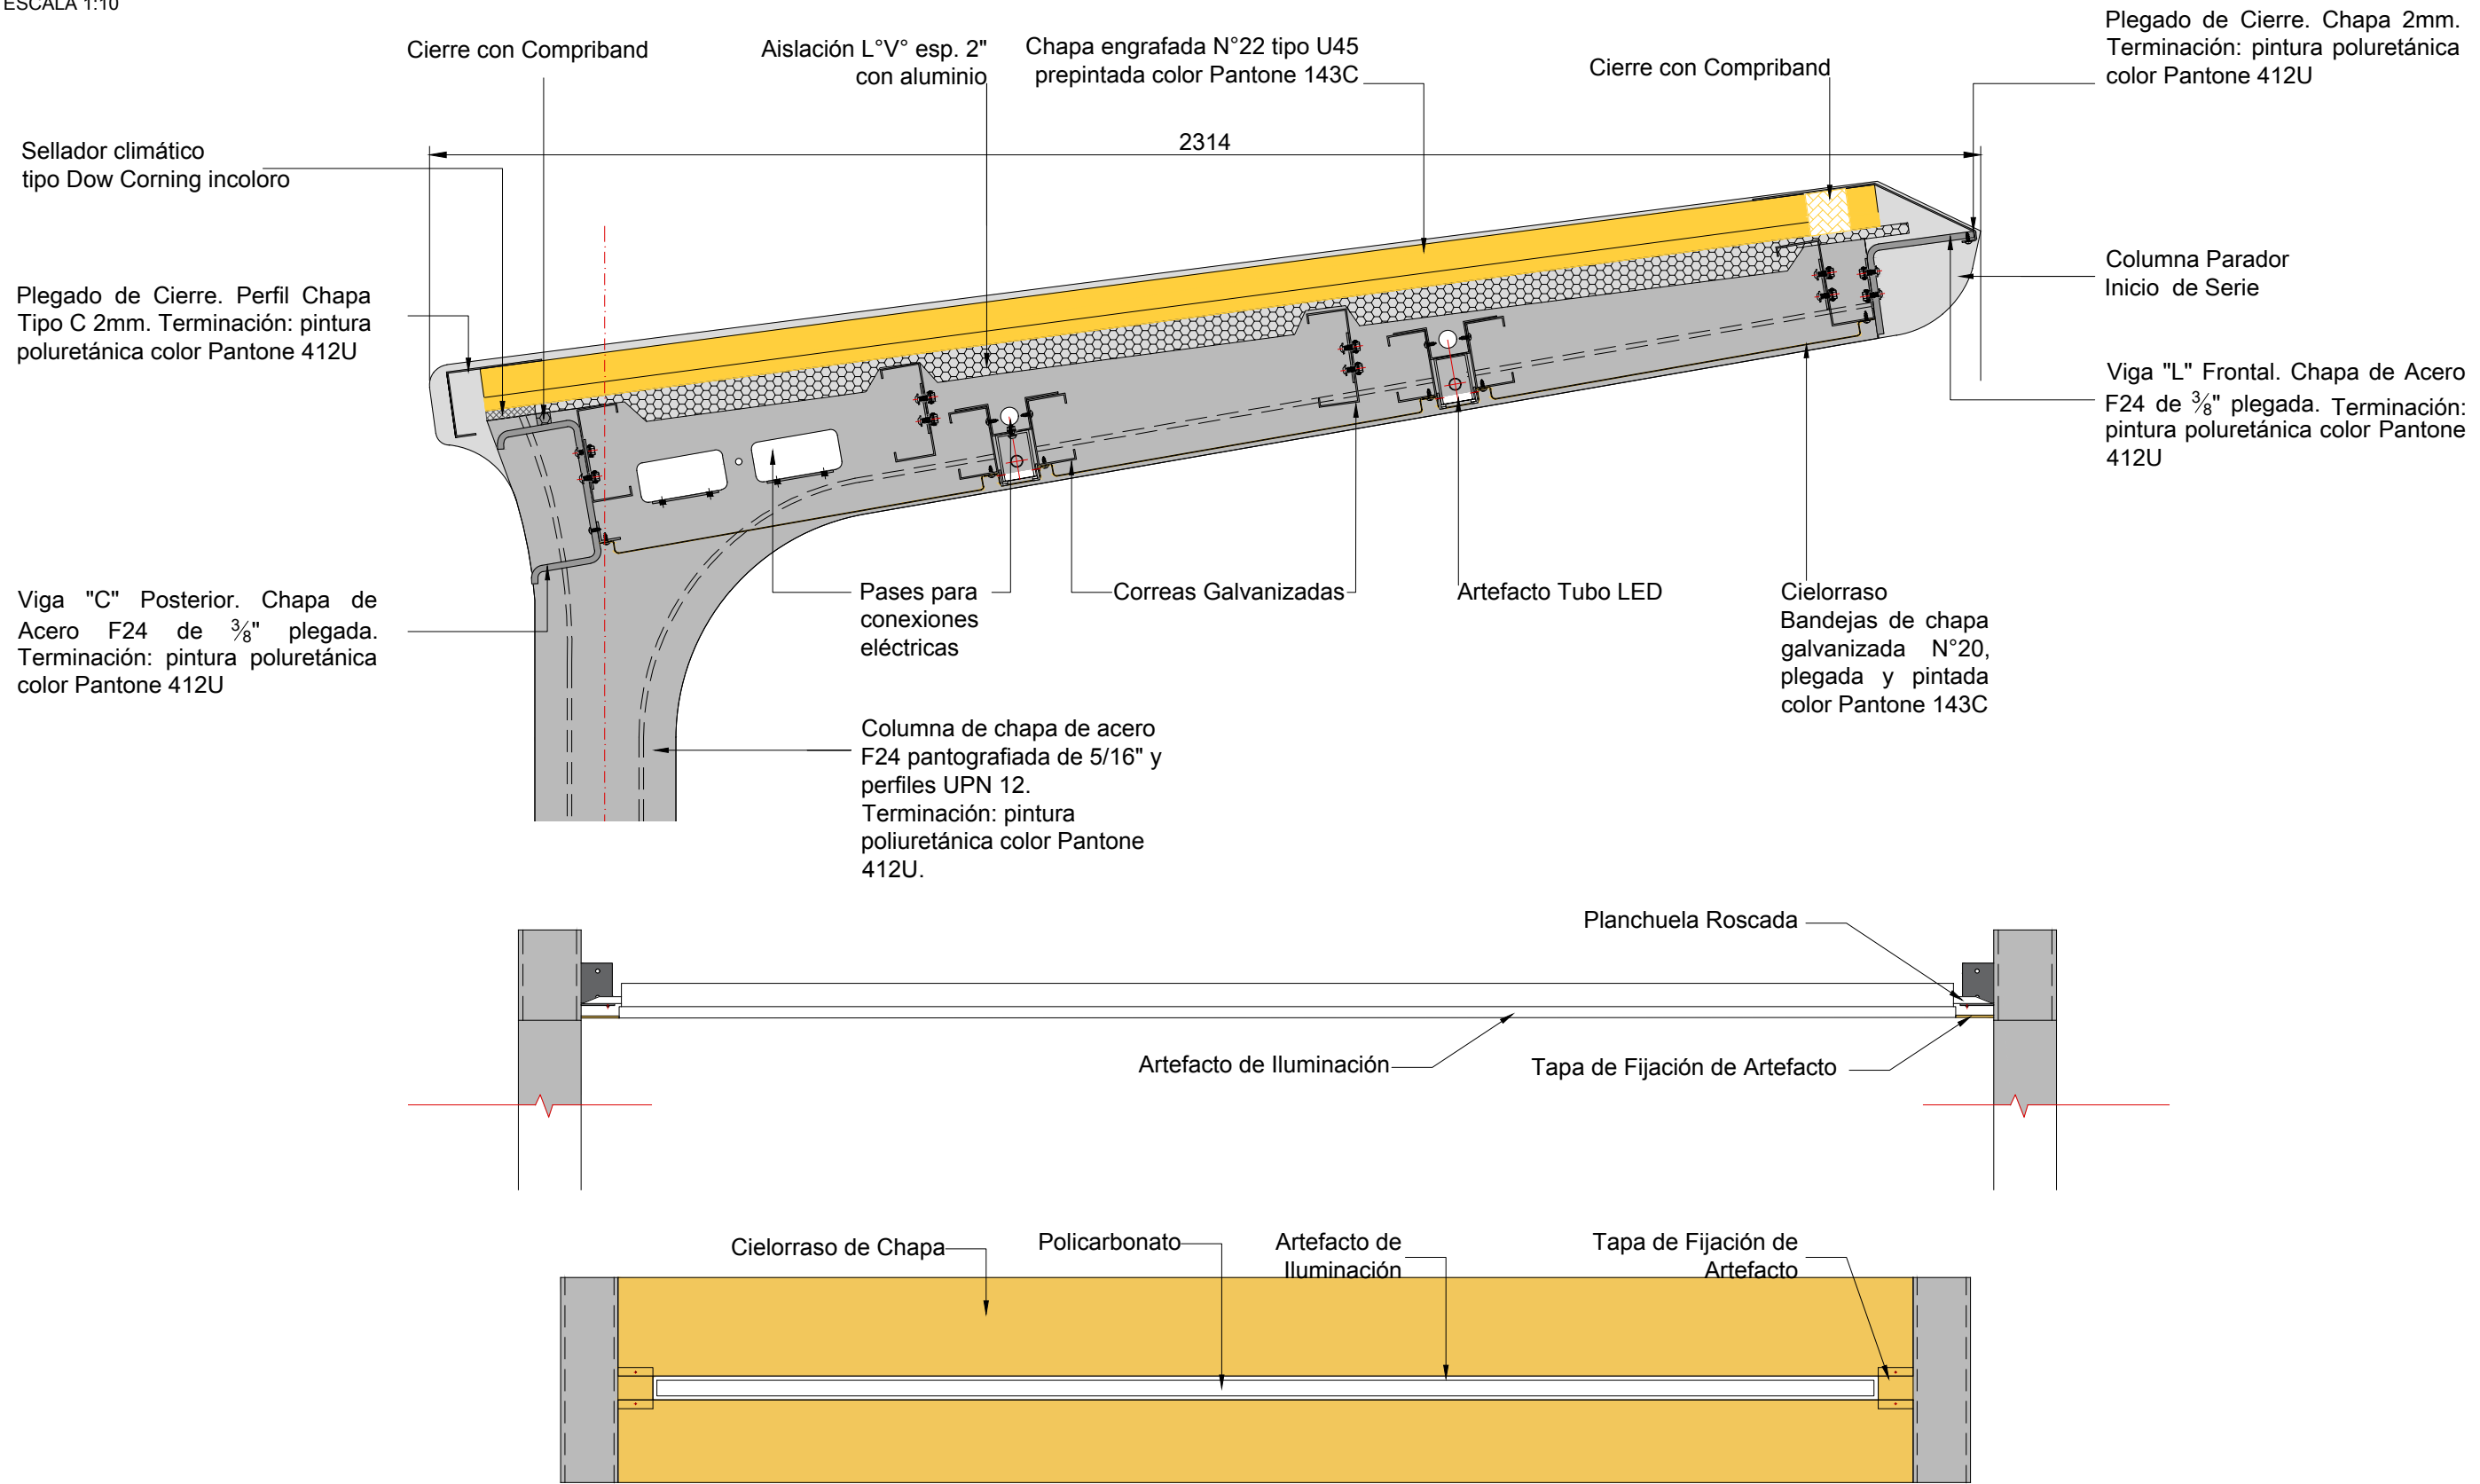 ESCALA 1:10
Cierre con Compriband
Aislación L°V° esp. 2"
con aluminio
Chapa engrafada N°22 tipo U45
prepintada color Pantone 143C
Cierre con Compriband
Plegado de Cierre. Chapa 2mm.
Terminación: pintura poluretánica
color Pantone 412U
2314
Sellador climático
tipo Dow Corning incoloro
Columna Parador
Inicio de Serie
Plegado de Cierre. Perfil Chapa
Tipo C 2mm. Terminación: pintura
poluretánica color Pantone 412U
Viga "L" Frontal. Chapa de Acero
F24 de 3/8" plegada. Terminación:
pintura poluretánica color Pantone
412U
Viga "C" Posterior. Chapa de
Acero F24 de 3/8" plegada.
Terminación: pintura poluretánica
color Pantone 412U
Pases para
conexiones
eléctricas
Correas Galvanizadas
Artefacto Tubo LED
Cielorraso
Bandejas de chapa
galvanizada N°20,
plegada y pintada
color Pantone 143C
Columna de chapa de acero
F24 pantografiada de 5/16" y
perfiles UPN 12.
Terminación: pintura
poliuretánica color Pantone
412U.
Planchuela Roscada
Artefacto de Iluminación
Tapa de Fijación de Artefacto
Cielorraso de Chapa
Policarbonato
Artefacto de
Iluminación
Tapa de Fijación de
Artefacto